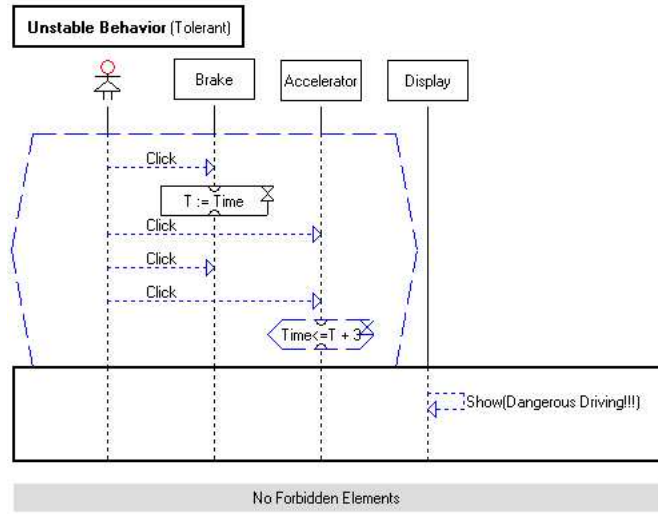 Unstable Behavior (Tolerant)
Brake Accelerator Display
Click
T := Time
Click
Click
Click
Time<=T + 3
Show(Dangerous Driving!!!)
No Forbidden Elements